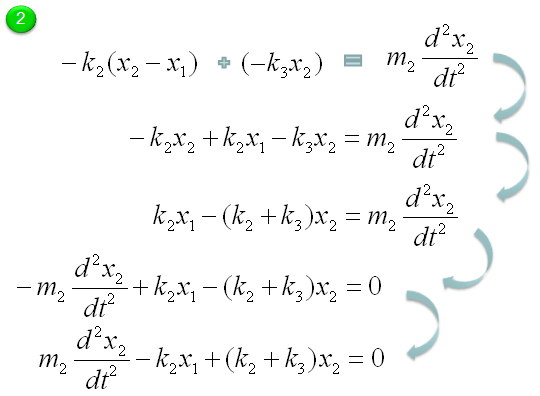 2
−k₂(x₂ − x₁) + (−k₃x₂) = m₂ d²x₂/dt²
−k₂x₂ + k₂x₁ − k₃x₂ = m₂ d²x₂/dt²
k₂x₁ − (k₂ + k₃)x₂ = m₂ d²x₂/dt²
−m₂ d²x₂/dt² + k₂x₁ − (k₂ + k₃)x₂ = 0
m₂ d²x₂/dt² − k₂x₁ + (k₂ + k₃)x₂ = 0